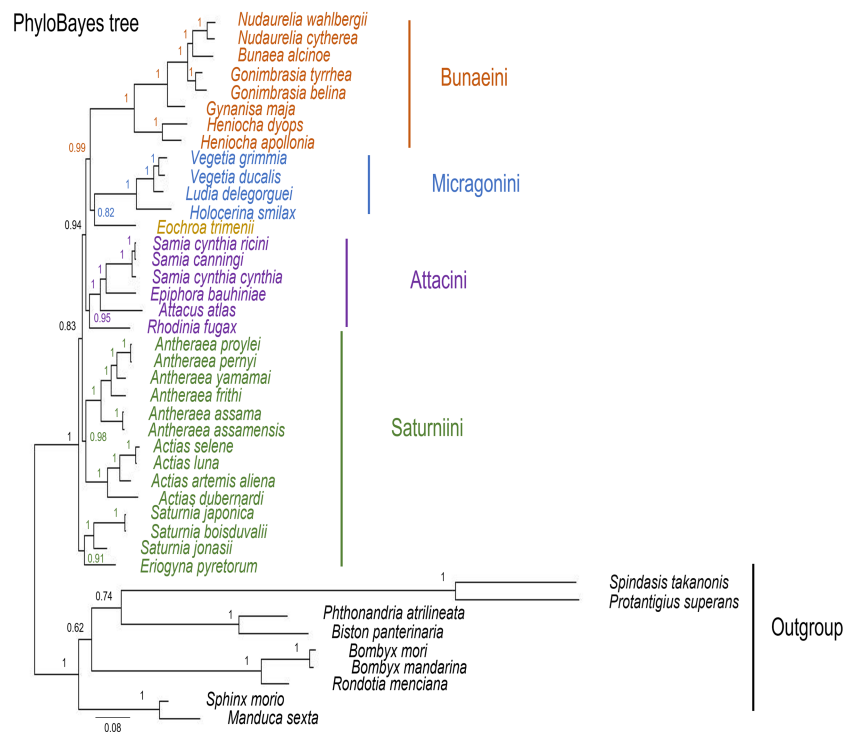 PhyloBayes tree
Nudaurelia wahlbergii
1
Nudaurelia cytherea
1
Bunaea alcinoe
1
Gonimbrasia tyrrhea
1
1
Bunaeini
Gonimbrasia belina
1
Gynanisa maja
Heniocha dyops
1
Heniocha apollonia
0.99
Vegetia grimmia
1
Vegetia ducalis
1
Micragonini
Ludia delegorguei
1
Holocerina smilax
0.82
Eochroa trimenii
0.94
Samia cynthia ricini
1
Samia canningi
1
Samia cynthia cynthia
1
Attacini
Epiphora bauhiniae
1
Attacus atlas
0.95
Rhodinia fugax
0.83
Antheraea proylei
1
Antheraea pernyi
1
Antheraea yamamai
1
Antheraea frithi
1
Antheraea assama
1
Antheraea assamensis
0.98
Saturniini
1
Actias selene
1
Actias luna
1
Actias artemis aliena
1
Actias dubernardi
Saturnia japonica
1
Saturnia boisduvalii
1
Saturnia jonasii
0.91
Eriogyna pyretorum
1
Spindasis takanonis
0.74
Protantigius superans
Phthonandria atrilineata
1
0.62
Biston panterinaria
Outgroup
Bombyx mori
1
Bombyx mandarina
1
Rondotia menciana
1
Sphinx morio
1
Manduca sexta
0.08